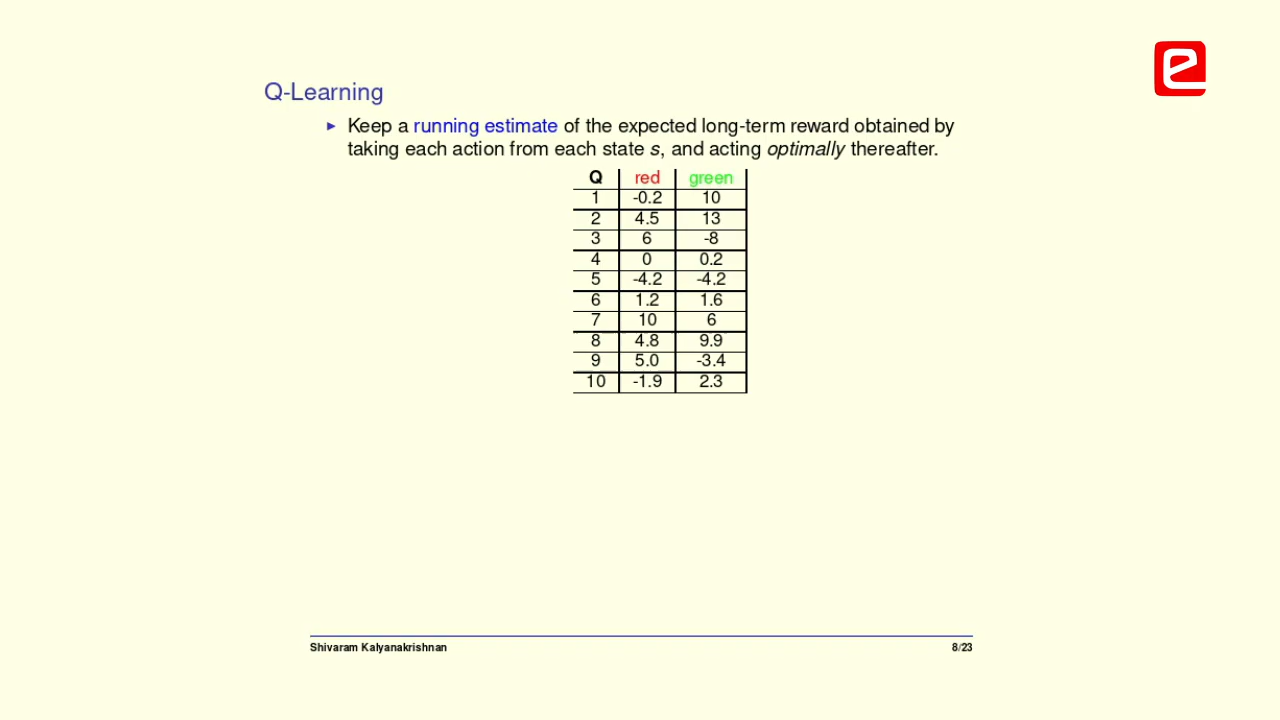 Q-Learning
► Keep a running estimate of the expected long-term reward obtained by
taking each action from each state s, and acting optimally thereafter.
Q red green
1 -0.2 10
2 4.5 13
3 6 -8
4 0 0.2
5 -4.2 -4.2
6 1.2 1.6
7 10 6
8 4.8 9.9
9 5.0 -3.4
10 -1.9 2.3
Shivaram Kalyanakrishnan 8/23
e